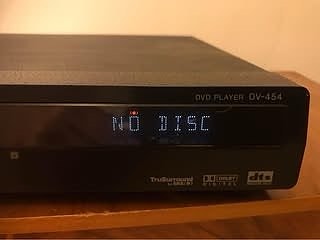 DVD PLAYER DV-454
NO DISC
TruSurround
DOLBY
DIGITAL
dts